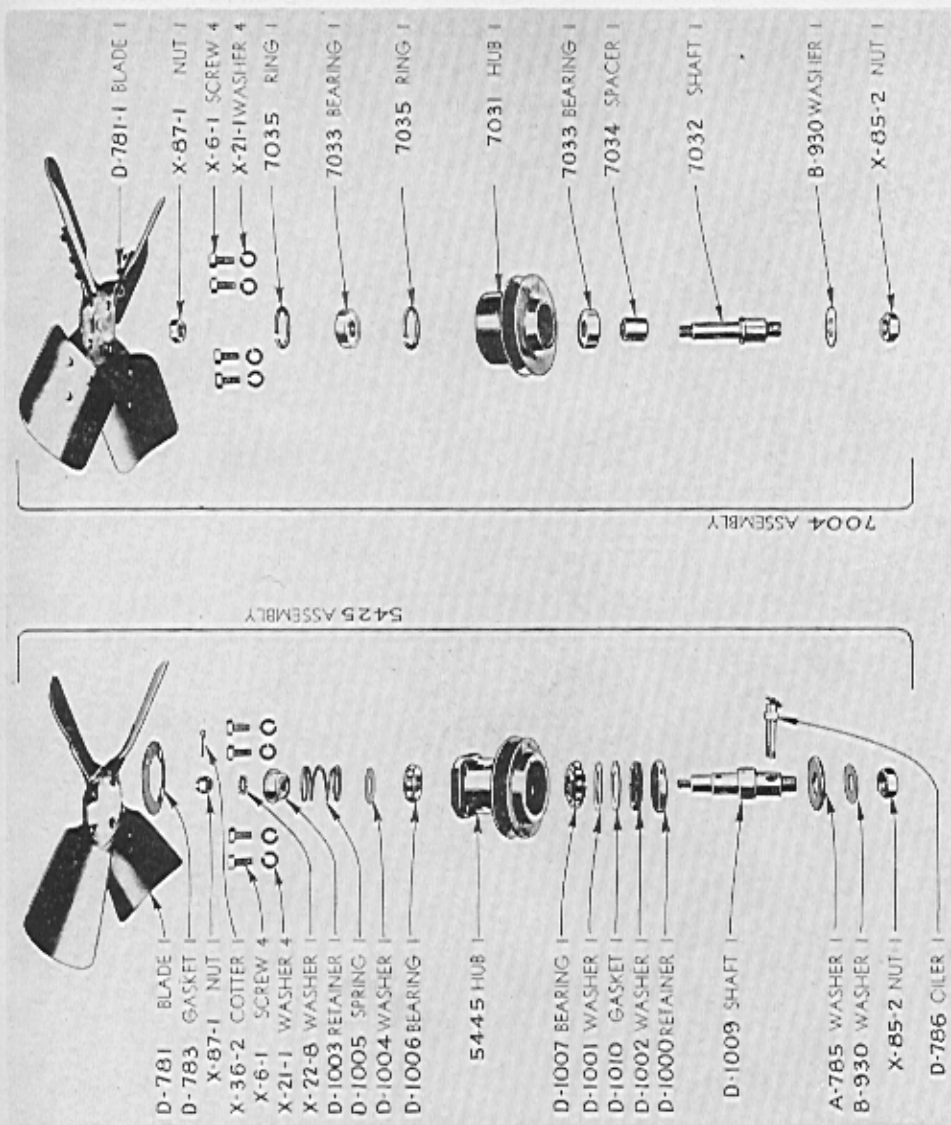 D-781-1 BLADE 1
X-87-1 NUT 1
X-6-1 SCREW 4
X-21-1 WASHER 4
7035 RING 1
7033 BEARING 1
7035 RING 1
7031 HUB 1
7033 BEARING 1
7034 SPACER 1
7032 SHAFT 1
B-930 WASHER 1
X-85-2 NUT 1
7004 ASSEMBLY
5425 ASSEMBLY
D-781 BLADE 1
D-783 GASKET 1
X-87-1 NUT 1
X-36-2 COTTER 1
X-6-1 SCREW 4
X-21-1 WASHER 4
X-22-8 WASHER 1
D-1003 RETAINER 1
D-1005 SPRING 1
D-1004 WASHER 1
D-1006 BEARING 1
5445 HUB 1
D-1007 BEARING 1
D-1001 WASHER 1
D-1010 GASKET 1
D-1002 WASHER 1
D-1000 RETAINER 1
D-1009 SHAFT 1
A-785 WASHER 1
B-930 WASHER 1
X-85-2 NUT 1
D-786 OILER 1